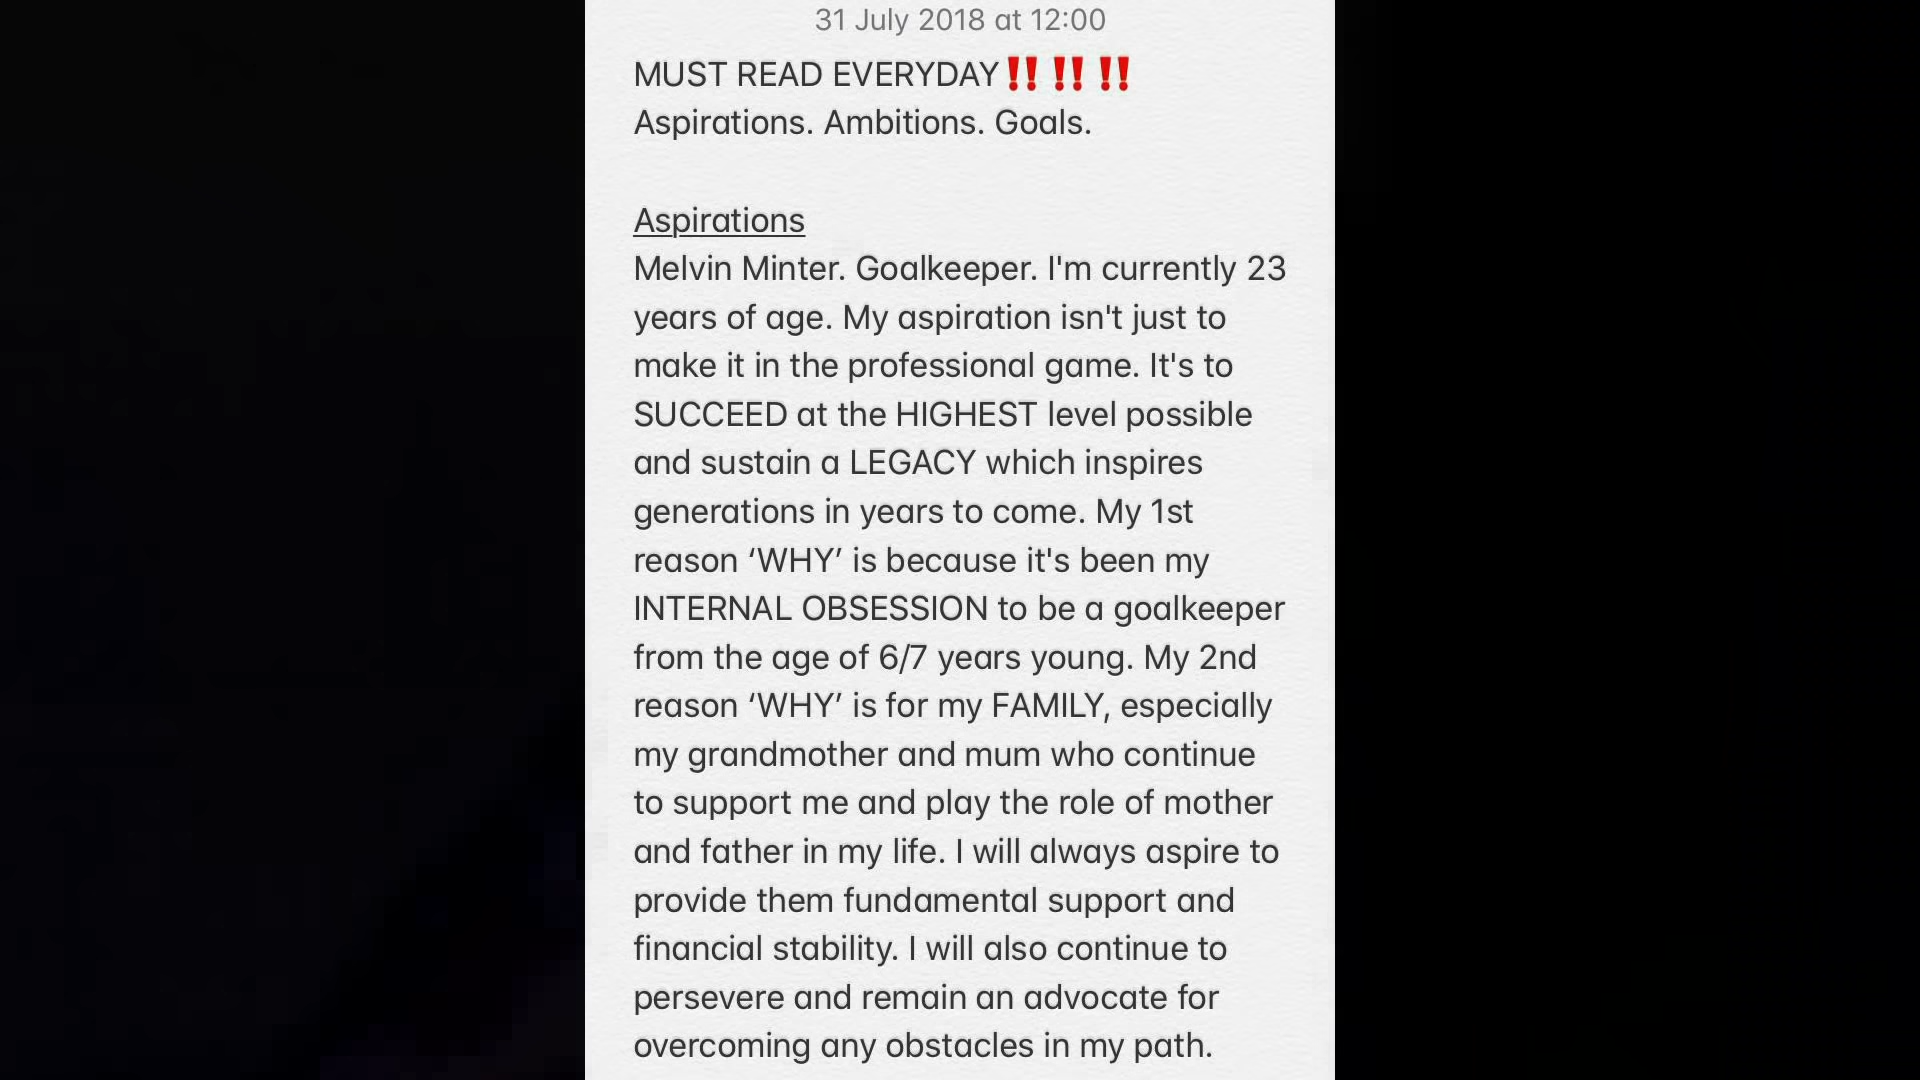 31 July 2018 at 12:00
MUST READ EVERYDAY‼️‼️‼️
Aspirations. Ambitions. Goals.
Aspirations
Melvin Minter. Goalkeeper. I'm currently 23
years of age. My aspiration isn't just to
make it in the professional game. It's to
SUCCEED at the HIGHEST level possible
and sustain a LEGACY which inspires
generations in years to come. My 1st
reason ‘WHY’ is because it's been my
INTERNAL OBSESSION to be a goalkeeper
from the age of 6/7 years young. My 2nd
reason ‘WHY’ is for my FAMILY, especially
my grandmother and mum who continue
to support me and play the role of mother
and father in my life. I will always aspire to
provide them fundamental support and
financial stability. I will also continue to
persevere and remain an advocate for
overcoming any obstacles in my path.